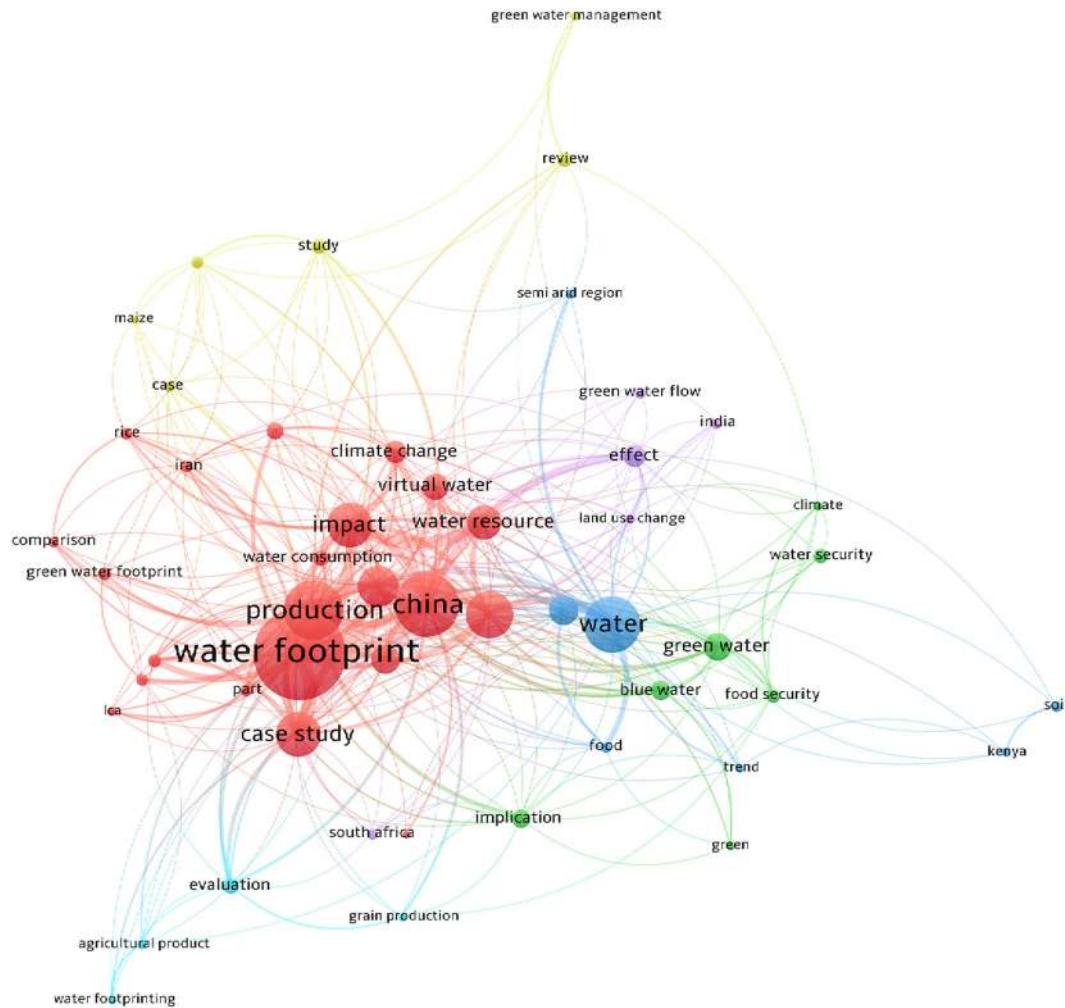 green water management
review
study
semi arid region
maize
case
green water flow
india
rice
climate change
effect
iran
virtual water
climate
impact
water resource
land use change
comparison
water consumption
water security
green water footprint
production
china
water
water footprint
green water
part
blue water
food security
lca
soi
case study
food
kenya
trend
implication
south africa
green
evaluation
grain production
agricultural product
water footprinting